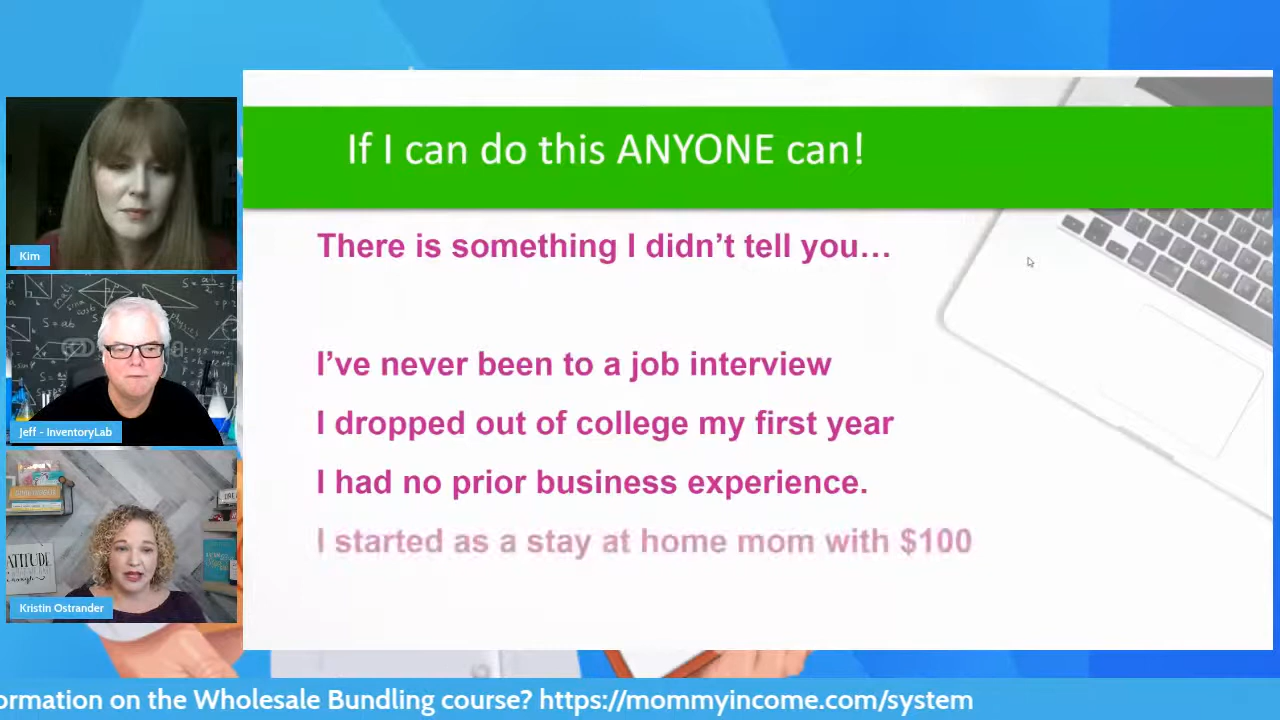 If I can do this ANYONE can!
There is something I didn't tell you...
I've never been to a job interview
I dropped out of college my first year
I had no prior business experience.
I started as a stay at home mom with $100
Kim
Jeff - InventoryLab
Kristin Ostrander
ormation on the Wholesale Bundling course? https://mommyincome.com/system